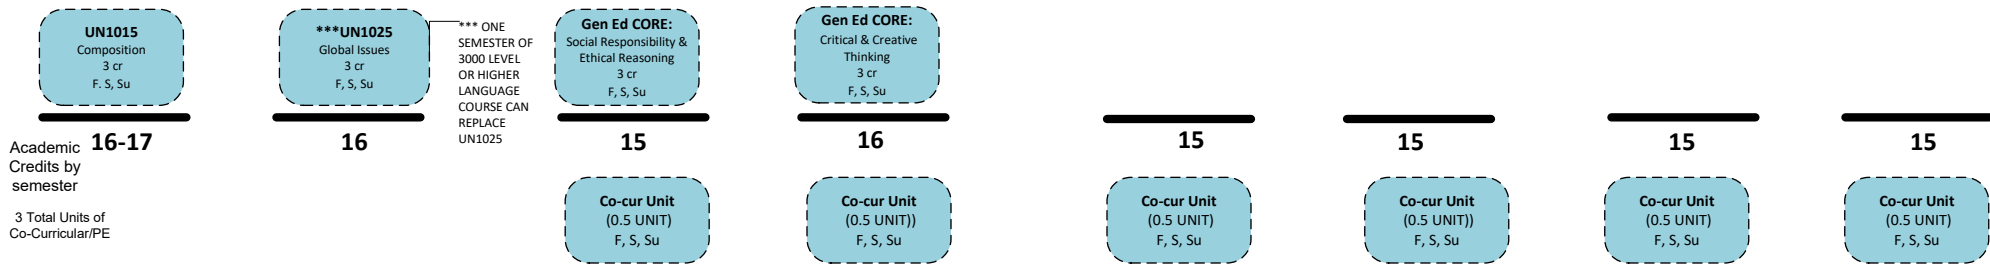 UN1015
Composition
3 cr
F. S, Su
***UN1025
Global Issues
3 cr
F, S, Su
*** ONE
SEMESTER OF
3000 LEVEL
OR HIGHER
LANGUAGE
COURSE CAN
REPLACE
UN1025
Gen Ed CORE:
Social Responsibility &
Ethical Reasoning
3 cr
F, S, Su
Gen Ed CORE:
Critical & Creative
Thinking
3 cr
F, S, Su
Academic
Credits by
semester
16-17
16
15
16
15
15
15
15
3 Total Units of
Co-Curricular/PE
Co-cur Unit
(0.5 UNIT)
F, S, Su
Co-cur Unit
(0.5 UNIT))
F, S, Su
Co-cur Unit
(0.5 UNIT)
F, S, Su
Co-cur Unit
(0.5 UNIT))
F, S, Su
Co-cur Unit
(0.5 UNIT)
F, S, Su
Co-cur Unit
(0.5 UNIT)
F, S, Su